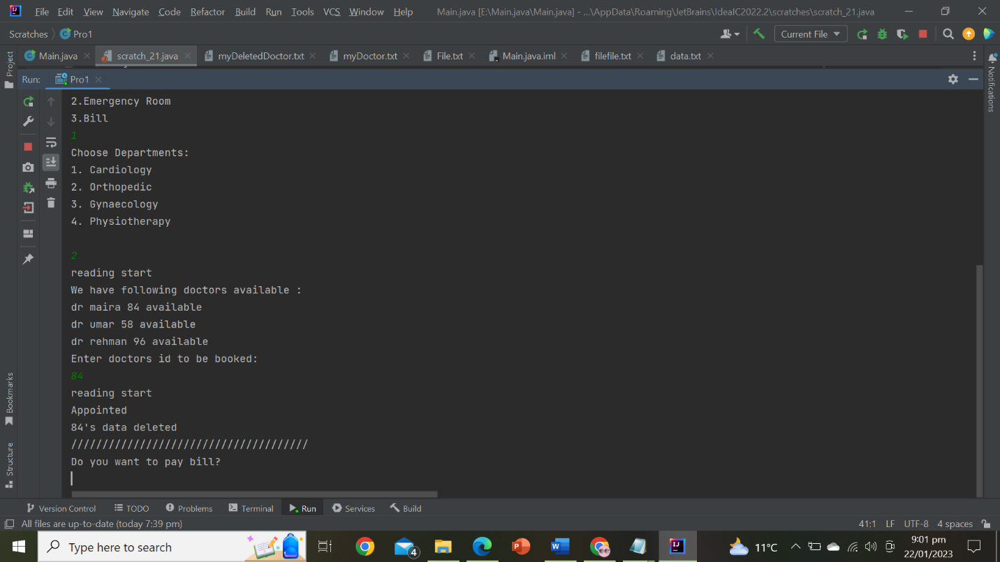 File Edit View Navigate Code Refactor Build Run Tools VCS Window Help Main.java [E:\Main.java\Main.java] - ...\AppData\Roaming\JetBrains\IdeaIC2022.2\scratches\scratch_21.java
Scratches Pro1 Current File
Project
Main.java scratch_21.java myDeletedDoctor.txt myDoctor.txt File.txt Main.java.iml filefile.txt data.txt
Notifications
Run: Pro1
2.Emergency Room
3.Bill
1
Choose Departments:
1. Cardiology
2. Orthopedic
3. Gynaecology
4. Physiotherapy
2
reading start
We have following doctors available :
dr maira 84 available
dr umar 58 available
dr rehman 96 available
Enter doctors id to be booked:
84
reading start
Appointed
84's data deleted
//////////////////////////////////////
Do you want to pay bill?
Bookmarks
Structure
Version Control TODO Problems Terminal Run Services Build
All files are up-to-date (today 7:39 pm) 41:1 LF UTF-8 4 spaces
Type here to search 4 11°C 9:01 pm
22/01/2023